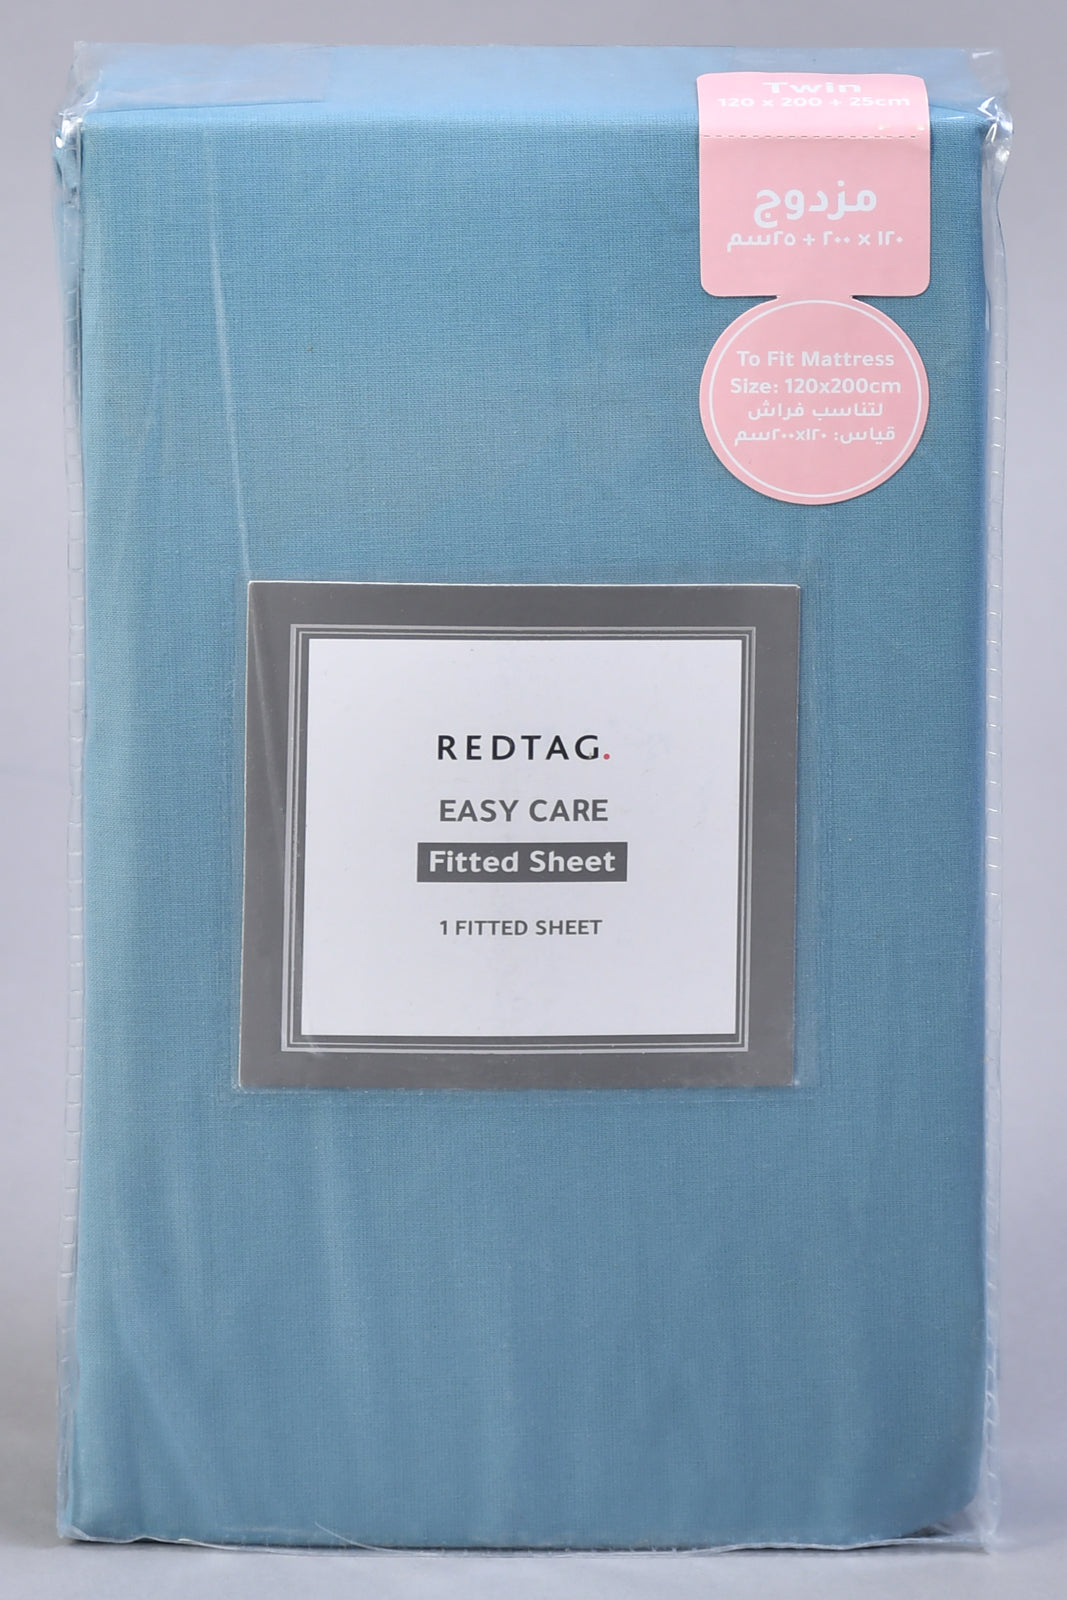 Twin
120 x 200 + 25cm
مزدوج
١٢٠ x ٢٠٠ + ٢٥سم
To Fit Mattress
Size: 120x200cm
لتناسب فراش
قياس: ١٢٠x٢٠٠سم
REDTAG.
EASY CARE
Fitted Sheet
1 FITTED SHEET